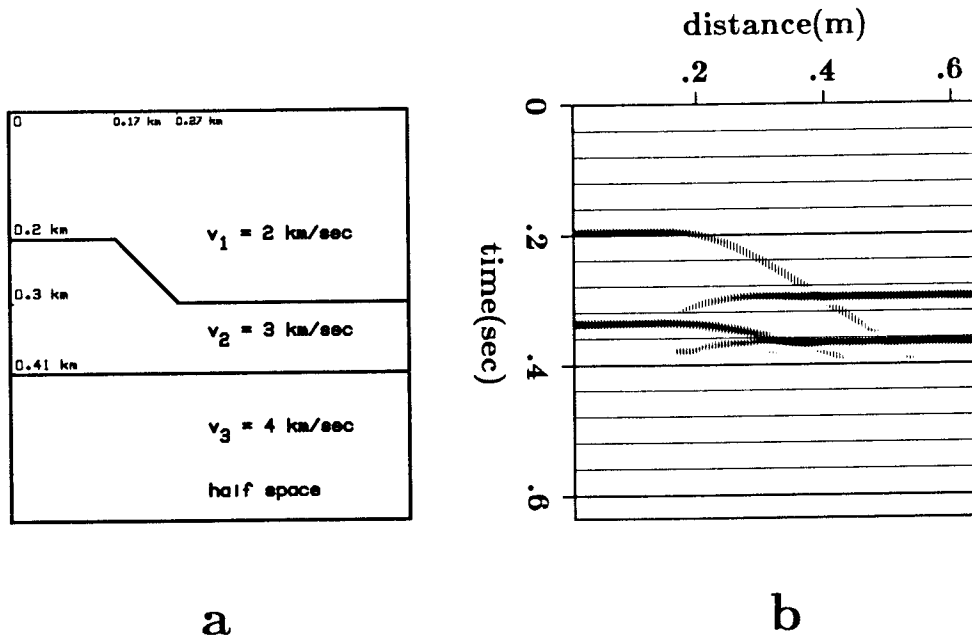 0
0.17 km 0.27 km
0.2 km
v1 = 2 km/sec
0.3 km
v2 = 3 km/sec
0.41 km
v3 = 4 km/sec
half space
a
distance(m)
.2 .4 .6
0
.2
.4
.6
time(sec)
b